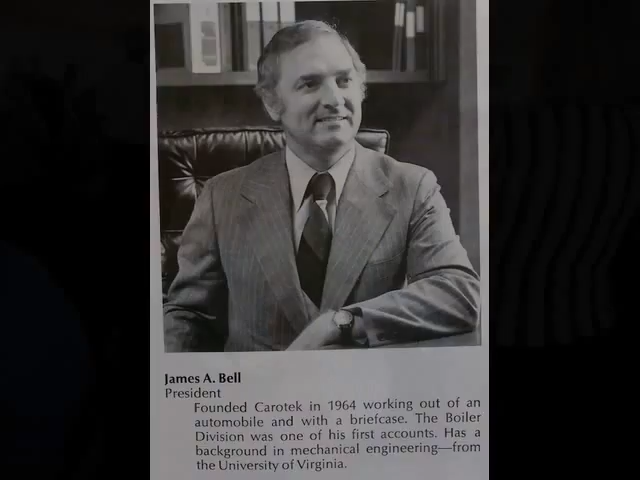 James A. Bell
President
Founded Carotek in 1964 working out of an
automobile and with a briefcase. The Boiler
Division was one of his first accounts. Has a
background in mechanical engineering—from
the University of Virginia.